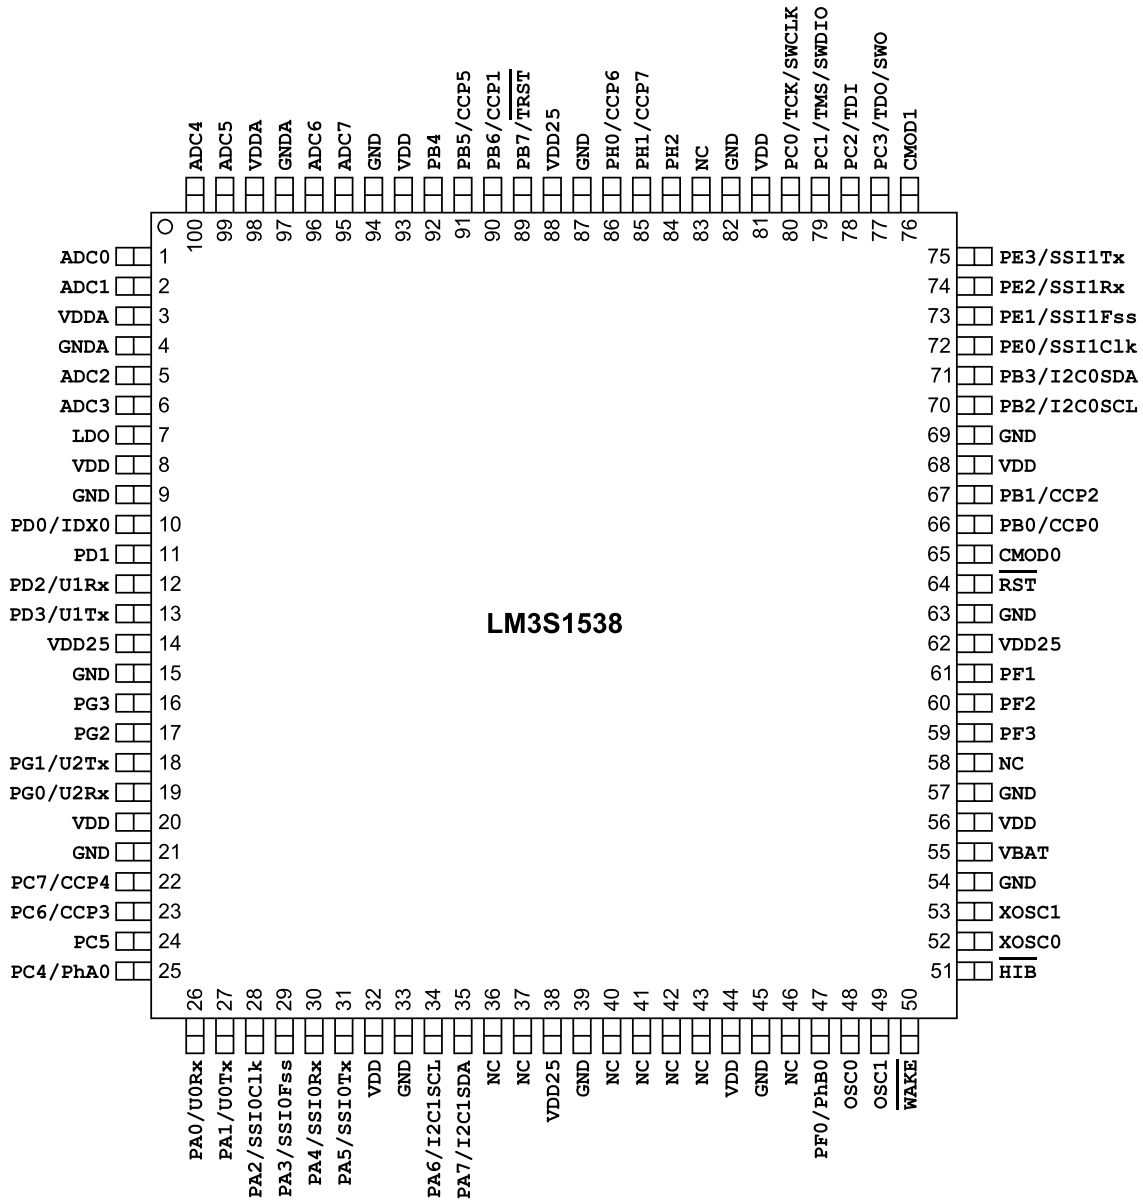 ADC4
ADC5
VDDA
GNDA
ADC6
ADC7
GND
VDD
PB4
PB5/CCP5
PB6/CCP1
PB7/TRST
VDD25
GND
PH0/CCP6
PH1/CCP7
PH2
NC
GND
VDD
PC0/TCK/SWCLK
PC1/TMS/SWDIO
PC2/TDI
PC3/TDO/SWO
CMOD1
100
99
98
97
96
95
94
93
92
91
90
89
88
87
86
85
84
83
82
81
80
79
78
77
76
ADC0 1
ADC1 2
VDDA 3
GNDA 4
ADC2 5
ADC3 6
LDO 7
VDD 8
GND 9
PD0/IDX0 10
PD1 11
PD2/U1Rx 12
PD3/U1Tx 13
VDD25 14
GND 15
PG3 16
PG2 17
PG1/U2Tx 18
PG0/U2Rx 19
VDD 20
GND 21
PC7/CCP4 22
PC6/CCP3 23
PC5 24
PC4/PhA0 25
LM3S1538
75 PE3/SSI1Tx
74 PE2/SSI1Rx
73 PE1/SSI1Fss
72 PE0/SSI1Clk
71 PB3/I2C0SDA
70 PB2/I2C0SCL
69 GND
68 VDD
67 PB1/CCP2
66 PB0/CCP0
65 CMOD0
64 RST
63 GND
62 VDD25
61 PF1
60 PF2
59 PF3
58 NC
57 GND
56 VDD
55 VBAT
54 GND
53 XOSC1
52 XOSC0
51 HIB
26
27
28
29
30
31
32
33
34
35
36
37
38
39
40
41
42
43
44
45
46
47
48
49
50
PA0/U0Rx
PA1/U0Tx
PA2/SSI0Clk
PA3/SSI0Fss
PA4/SSI0Rx
PA5/SSI0Tx
VDD
GND
PA6/I2C1SCL
PA7/I2C1SDA
NC
NC
VDD25
GND
NC
NC
NC
NC
VDD
GND
NC
PF0/PhB0
OSC0
OSC1
WAKE